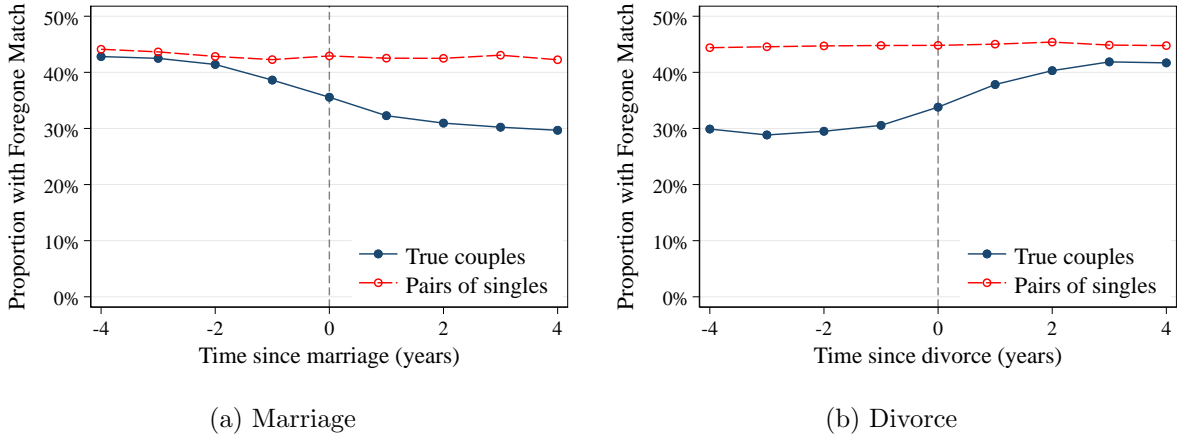 Proportion with Foregone Match
50%
40%
30%
20%
10%
0%
-4 -2 0 2 4
Time since marriage (years)
True couples
Pairs of singles
(a) Marriage
Proportion with Foregone Match
50%
40%
30%
20%
10%
0%
-4 -2 0 2 4
Time since divorce (years)
True couples
Pairs of singles
(b) Divorce